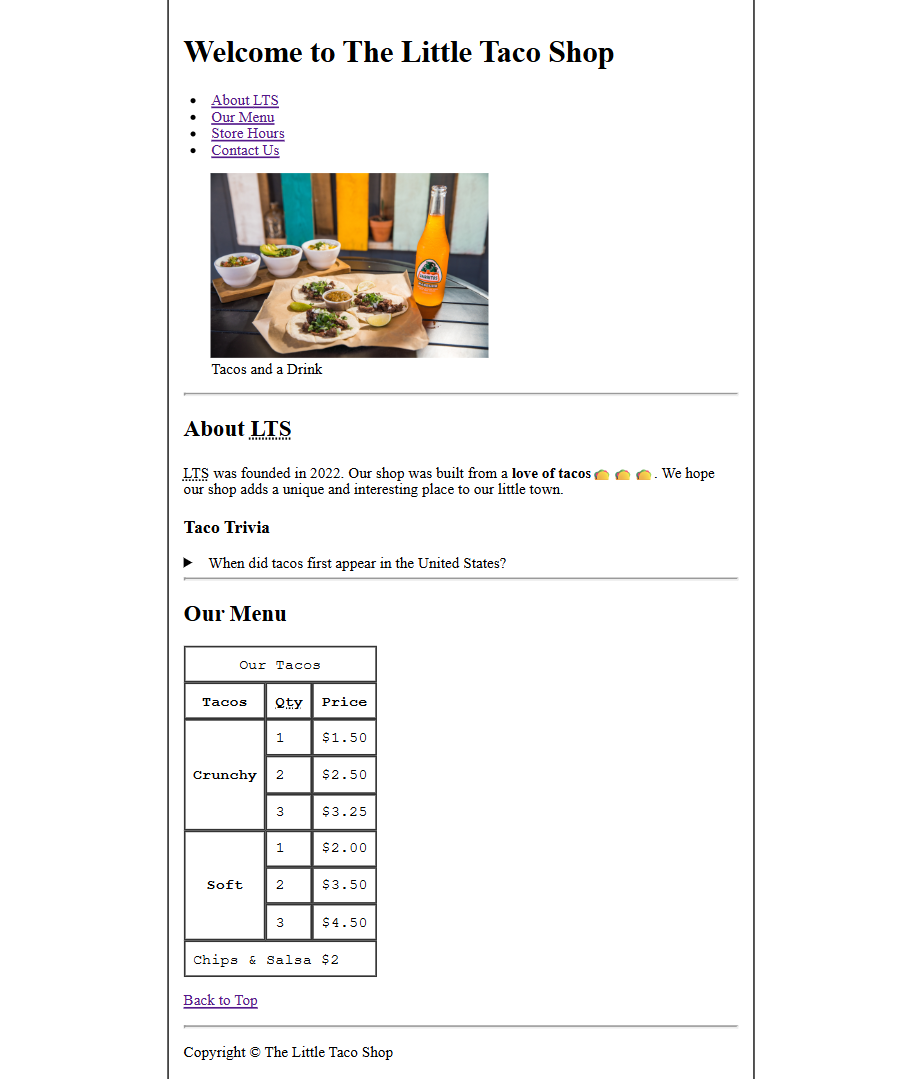 Welcome to The Little Taco Shop
About LTS
Our Menu
Store Hours
Contact Us
Tacos and a Drink
About LTS
LTS was founded in 2022. Our shop was built from a love of tacos🌮 🌮 🌮. We hope
our shop adds a unique and interesting place to our little town.
Taco Trivia
When did tacos first appear in the United States?
Our Menu
Our Tacos
Tacos Qty Price
Crunchy
1 $1.50
2 $2.50
3 $3.25
Soft
1 $2.00
2 $3.50
3 $4.50
Chips & Salsa $2
Back to Top
Copyright © The Little Taco Shop